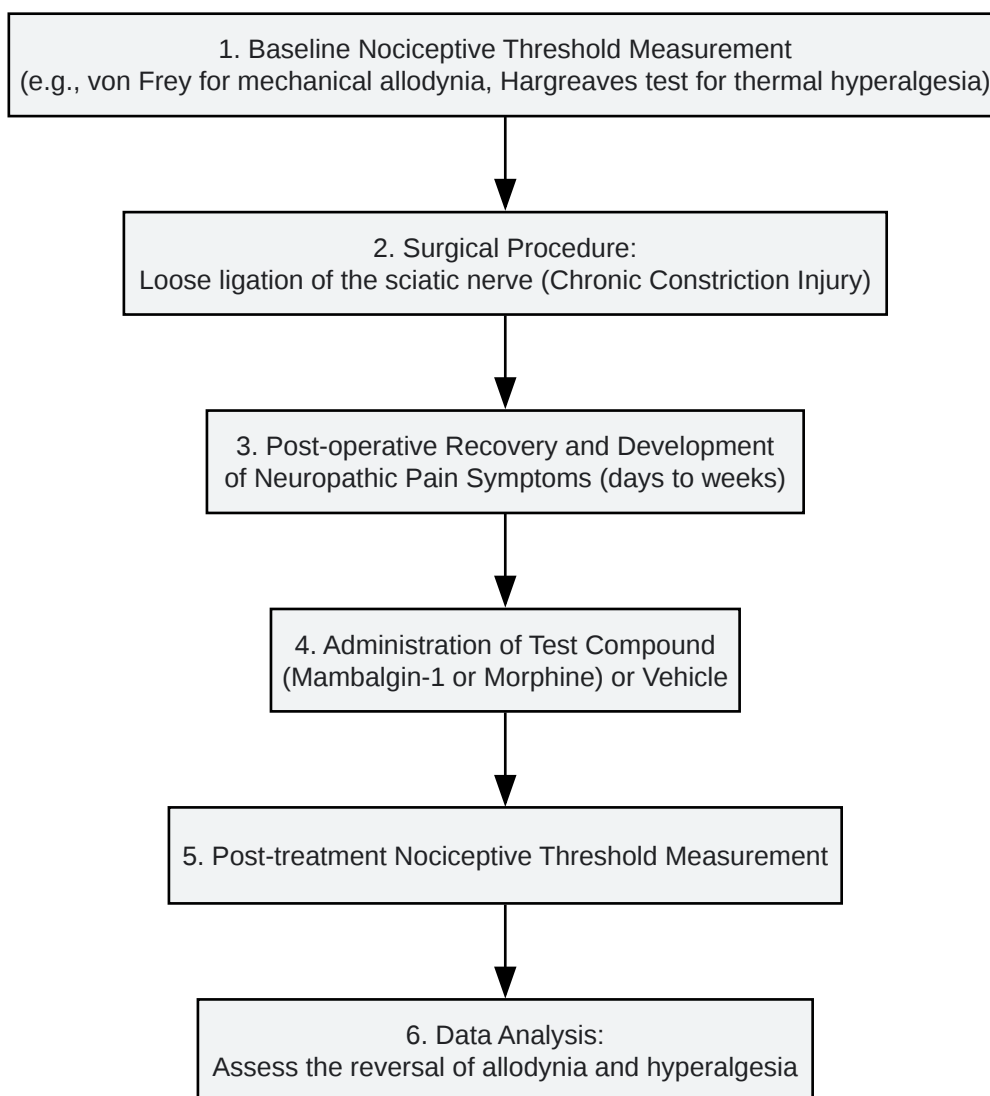 1. Baseline Nociceptive Threshold Measurement
(e.g., von Frey for mechanical allodynia, Hargreaves test for thermal hyperalgesia)
2. Surgical Procedure:
Loose ligation of the sciatic nerve (Chronic Constriction Injury)
3. Post-operative Recovery and Development
of Neuropathic Pain Symptoms (days to weeks)
4. Administration of Test Compound
(Mambalgin-1 or Morphine) or Vehicle
5. Post-treatment Nociceptive Threshold Measurement
6. Data Analysis:
Assess the reversal of allodynia and hyperalgesia